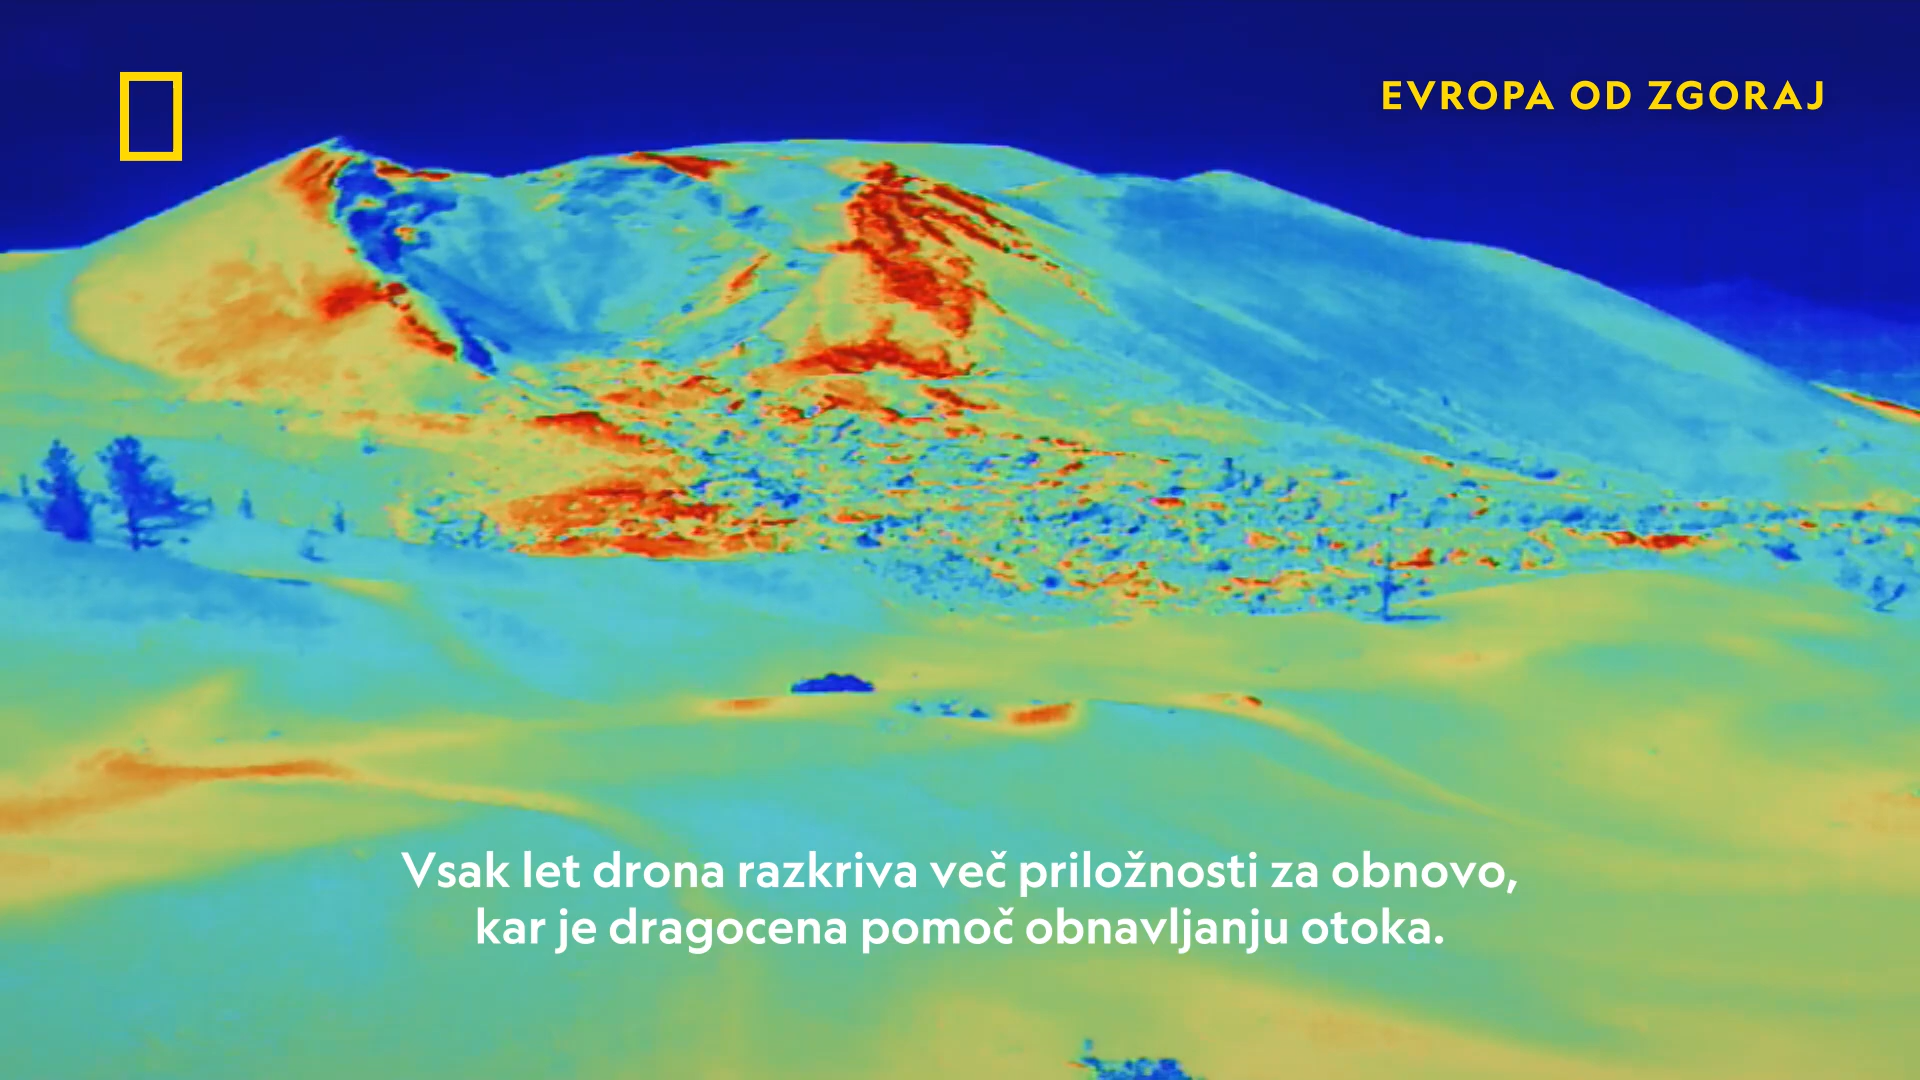 EVROPA OD ZGORAJ
Vsak let drona razkriva več priložnosti za obnovo,
kar je dragocena pomoč obnavljanju otoka.